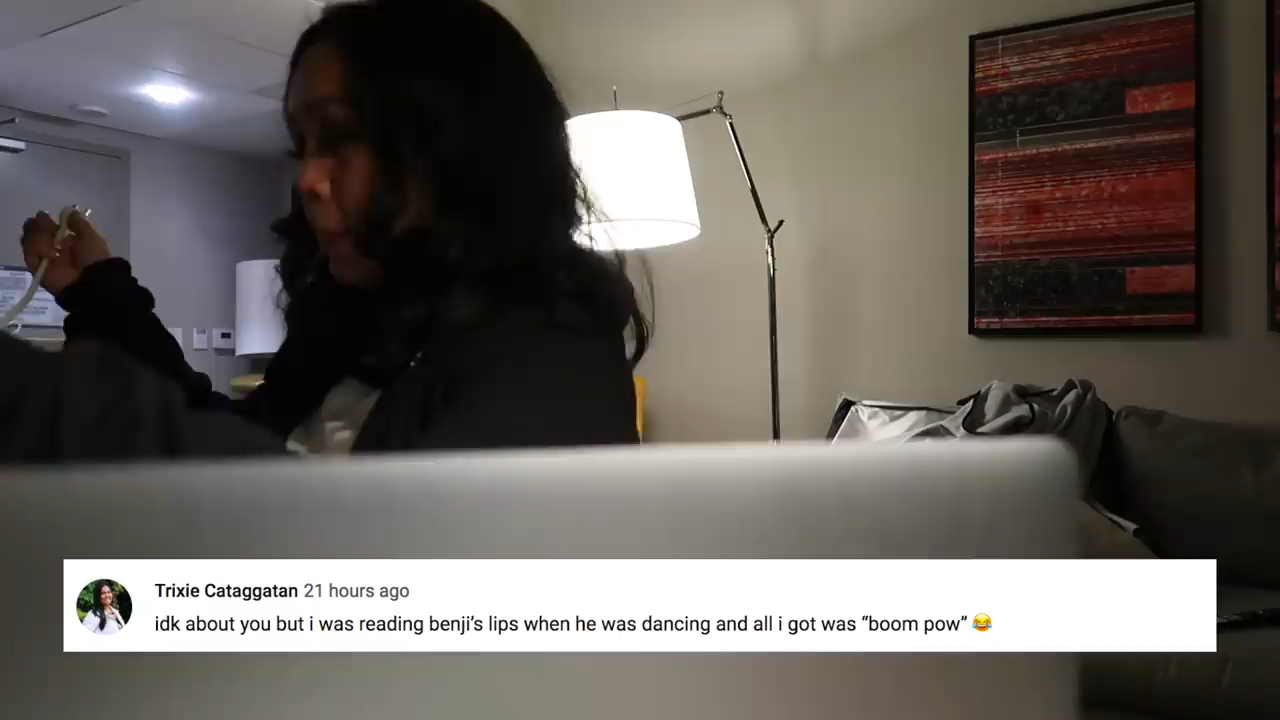 Trixie Cataggatan 21 hours ago
idk about you but i was reading benji’s lips when he was dancing and all i got was “boom pow” 😂